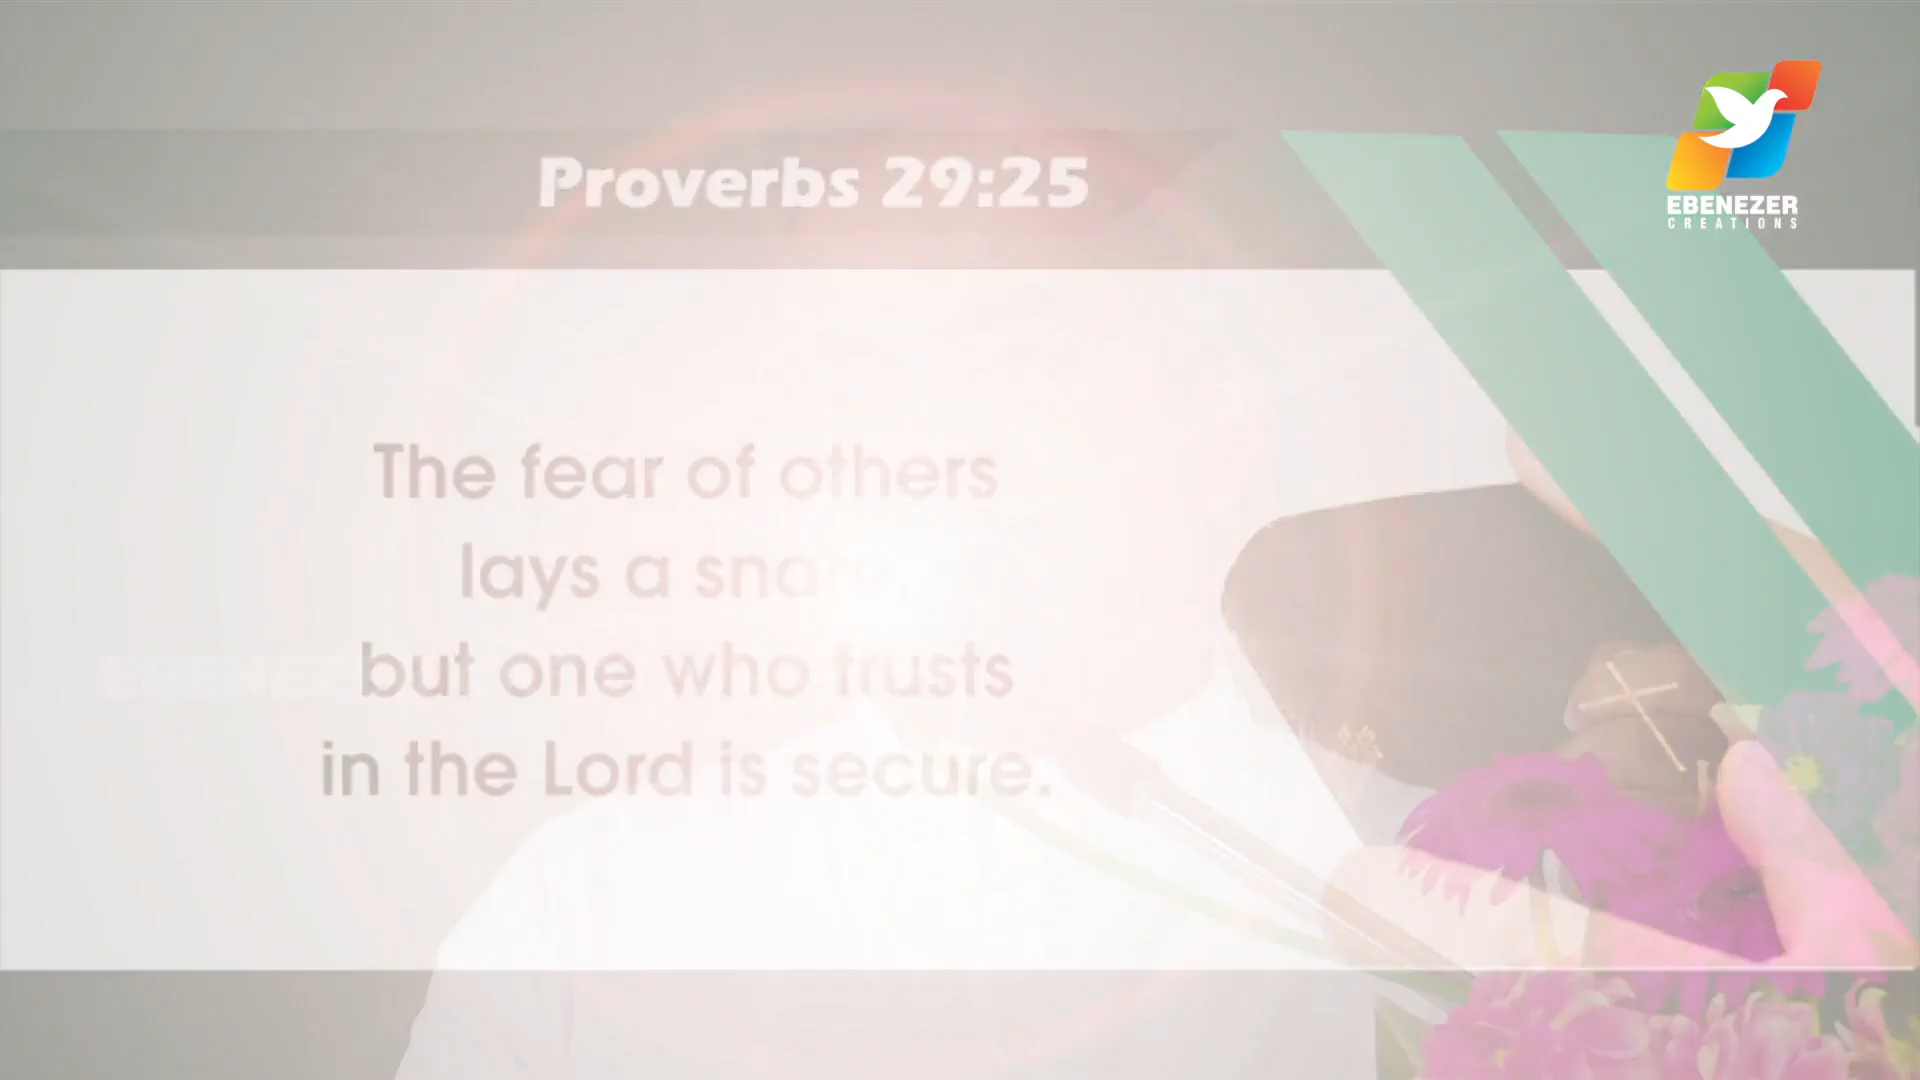 Proverbs 29:25
EBENEZER
CREATIONS
The fear of others
lays a snare,
but one who trusts
in the Lord is secure.